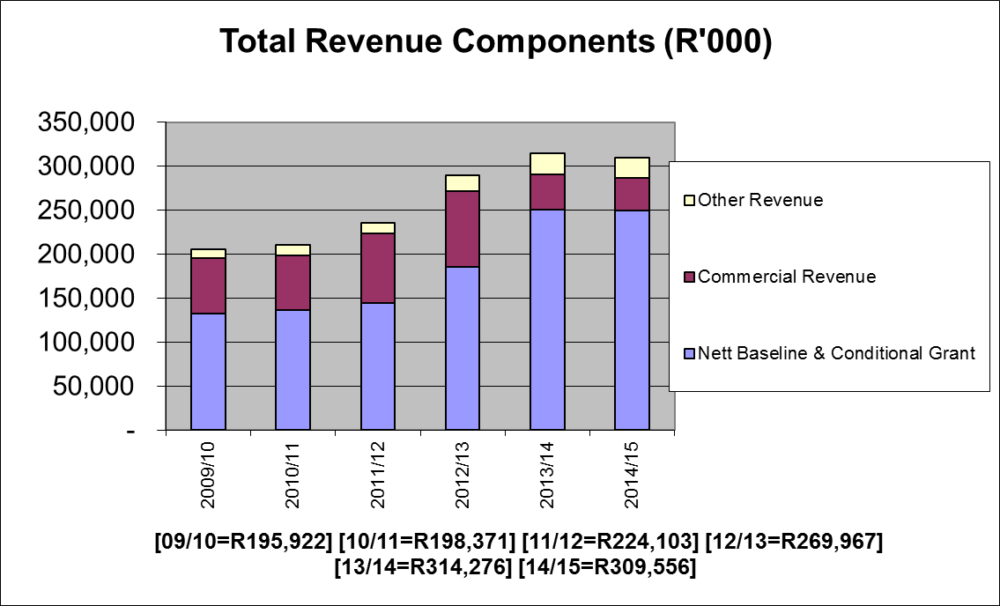 Total Revenue Components (R'000)
350,000
300,000
250,000
200,000
150,000
100,000
50,000
-
2009/10
2010/11
2011/12
2012/13
2013/14
2014/15
Other Revenue
Commercial Revenue
Nett Baseline & Conditional Grant
[09/10=R195,922] [10/11=R198,371] [11/12=R224,103] [12/13=R269,967]
[13/14=R314,276] [14/15=R309,556]